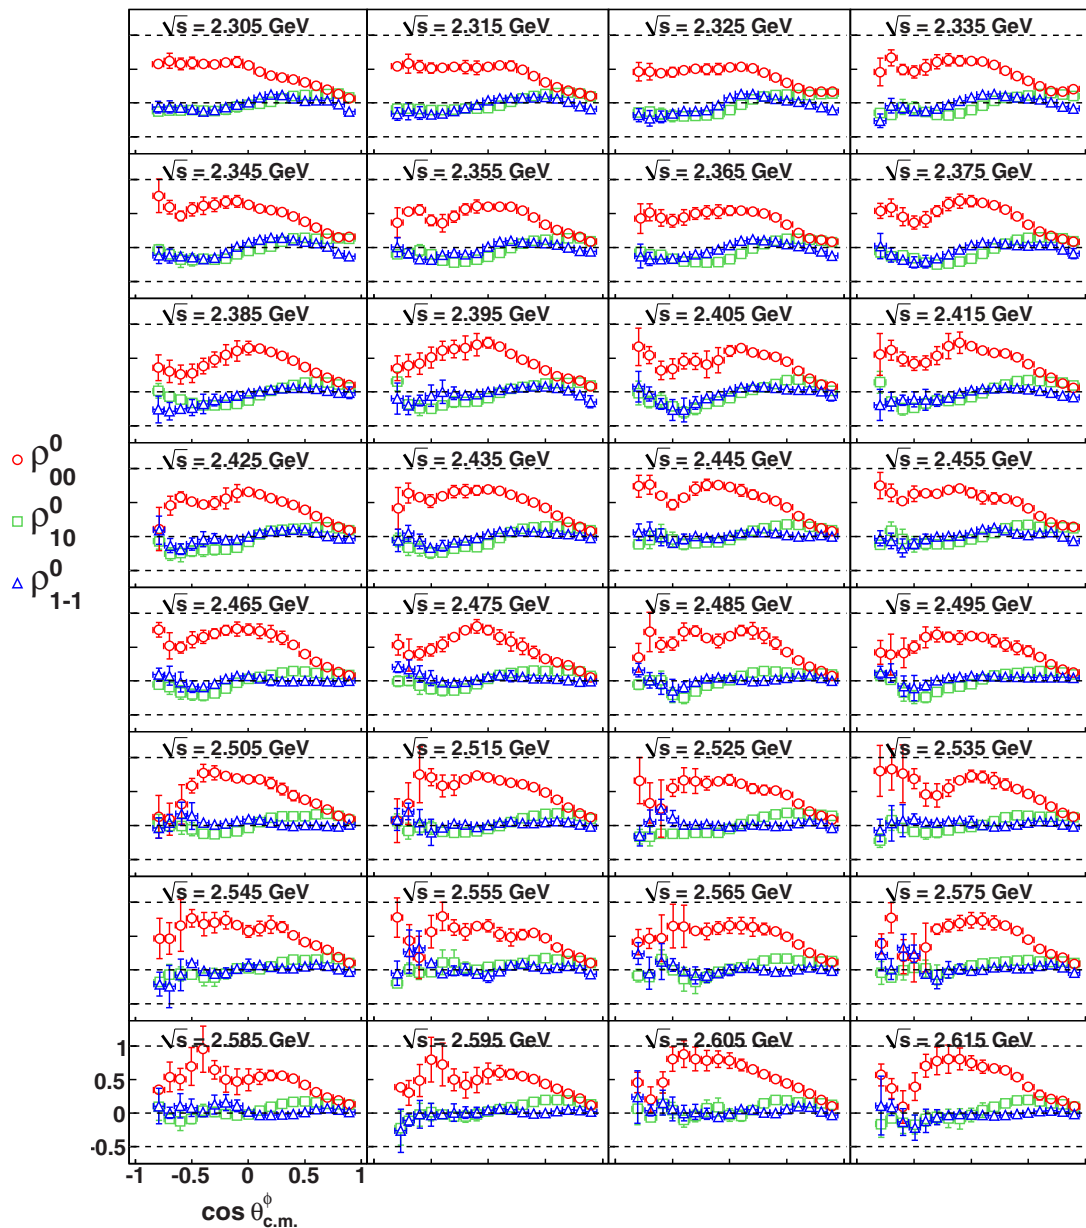 √s = 2.305 GeV √s = 2.315 GeV √s = 2.325 GeV √s = 2.335 GeV
√s = 2.345 GeV √s = 2.355 GeV √s = 2.365 GeV √s = 2.375 GeV
√s = 2.385 GeV √s = 2.395 GeV √s = 2.405 GeV √s = 2.415 GeV
√s = 2.425 GeV √s = 2.435 GeV √s = 2.445 GeV √s = 2.455 GeV
ρ⁰₀₀
ρ⁰₁₀
ρ⁰₁₋₁
√s = 2.465 GeV √s = 2.475 GeV √s = 2.485 GeV √s = 2.495 GeV
√s = 2.505 GeV √s = 2.515 GeV √s = 2.525 GeV √s = 2.535 GeV
√s = 2.545 GeV √s = 2.555 GeV √s = 2.565 GeV √s = 2.575 GeV
√s = 2.585 GeV √s = 2.595 GeV √s = 2.605 GeV √s = 2.615 GeV
1
0.5
0
-0.5
-1 -0.5 0 0.5 1
cos θ^ϕ_c.m.